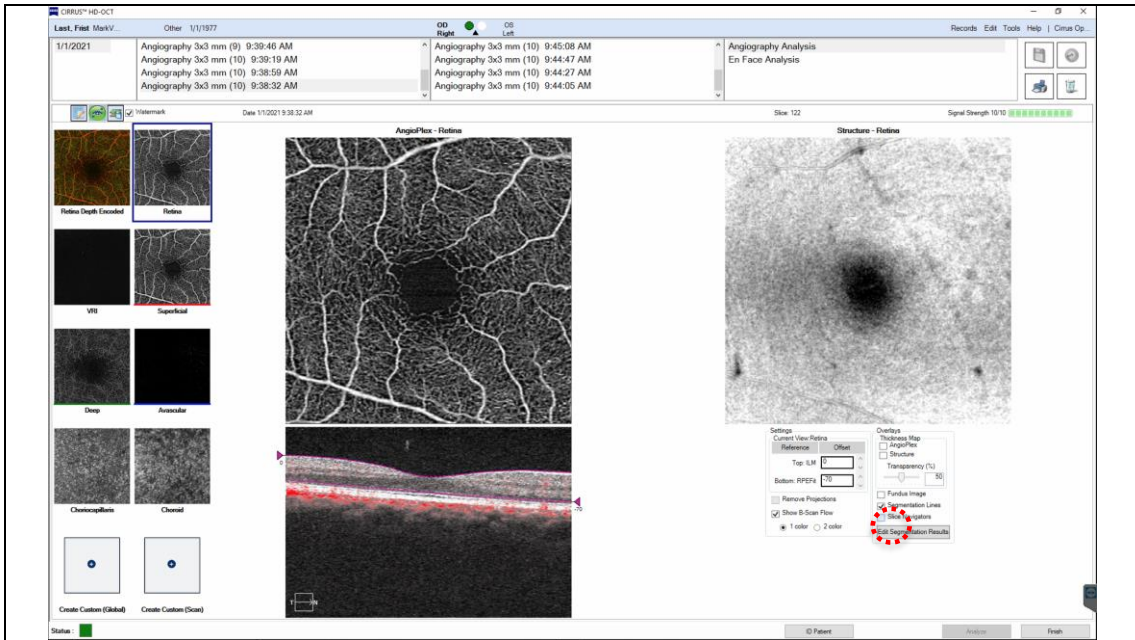 CIRRUS™ HD-OCT
Last, Frist MarkV... Other 1/1/1977 OD Right OS Left Records Edit Tools Help | Cirrus Op...
1/1/2021
Angiography 3x3 mm (9) 9:39:46 AM
Angiography 3x3 mm (10) 9:39:19 AM
Angiography 3x3 mm (10) 9:38:59 AM
Angiography 3x3 mm (10) 9:38:32 AM
Angiography 3x3 mm (10) 9:45:08 AM
Angiography 3x3 mm (10) 9:44:47 AM
Angiography 3x3 mm (10) 9:44:27 AM
Angiography 3x3 mm (10) 9:44:05 AM
Angiography Analysis
En Face Analysis
Watermark Date 1/1/2021 9:38:32 AM Slice: 122 Signal Strength 10/10
Retina Depth Encoded Retina
VRI Superficial
Deep Avascular
Choriocapillaris Choroid
Create Custom (Global) Create Custom (Scan)
AngioPlex - Retina
0
-70
T N
Structure - Retina
Settings
Current View:Retina
Reference Offset
Top: ILM 0
Bottom: RPEFit -70
Remove Projections
Show B-Scan Flow
1 color 2 color
Overlays
Thickness Map
AngioPlex
Structure
Transparency (%)
50
Fundus Image
Segmentation Lines
Slice Navigators
Edit Segmentation Results
Status : ID Patient Analyze Finish